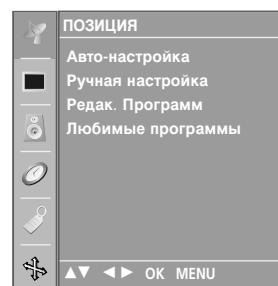 ПОЗИЦИЯ
Авто-настройка
Ручная настройка
Редак. Программ
Любимые программы
▲▼ ◄► OK MENU